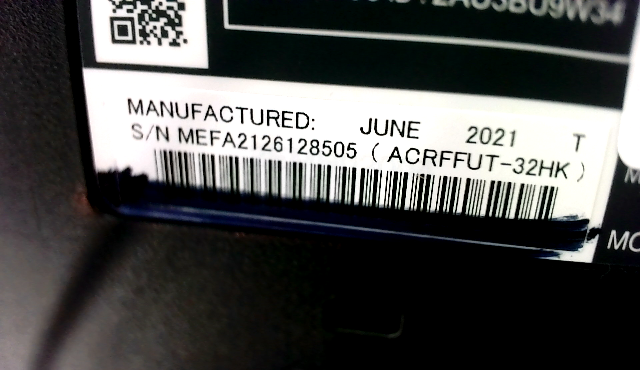 MANUFACTURED: JUNE 2021 T
S/N MEFA2126128505 ( ACRFFUT-32HK )